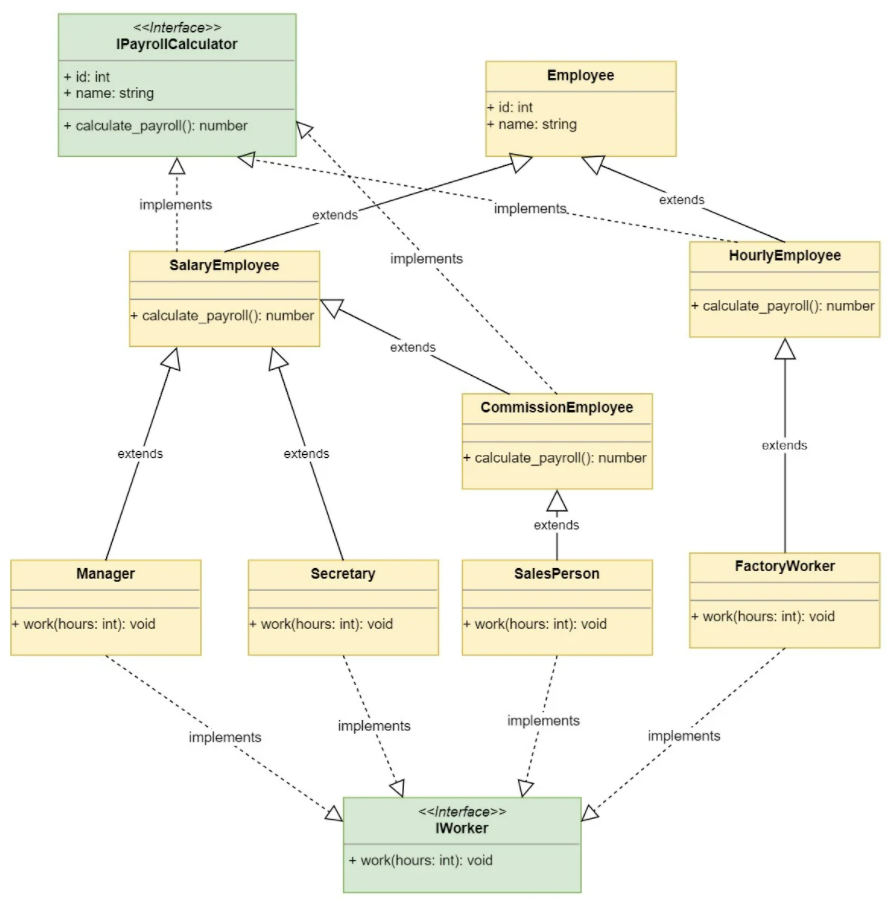 <<Interface>>
IPayrollCalculator
+ id: int
+ name: string
+ calculate_payroll(): number
Employee
+ id: int
+ name: string
implements
extends
implements
extends
implements
SalaryEmployee
+ calculate_payroll(): number
HourlyEmployee
+ calculate_payroll(): number
extends
CommissionEmployee
+ calculate_payroll(): number
extends
extends
extends
extends
Manager
+ work(hours: int): void
Secretary
+ work(hours: int): void
SalesPerson
+ work(hours: int): void
FactoryWorker
+ work(hours: int): void
implements
implements
implements
implements
<<Interface>>
IWorker
+ work(hours: int): void